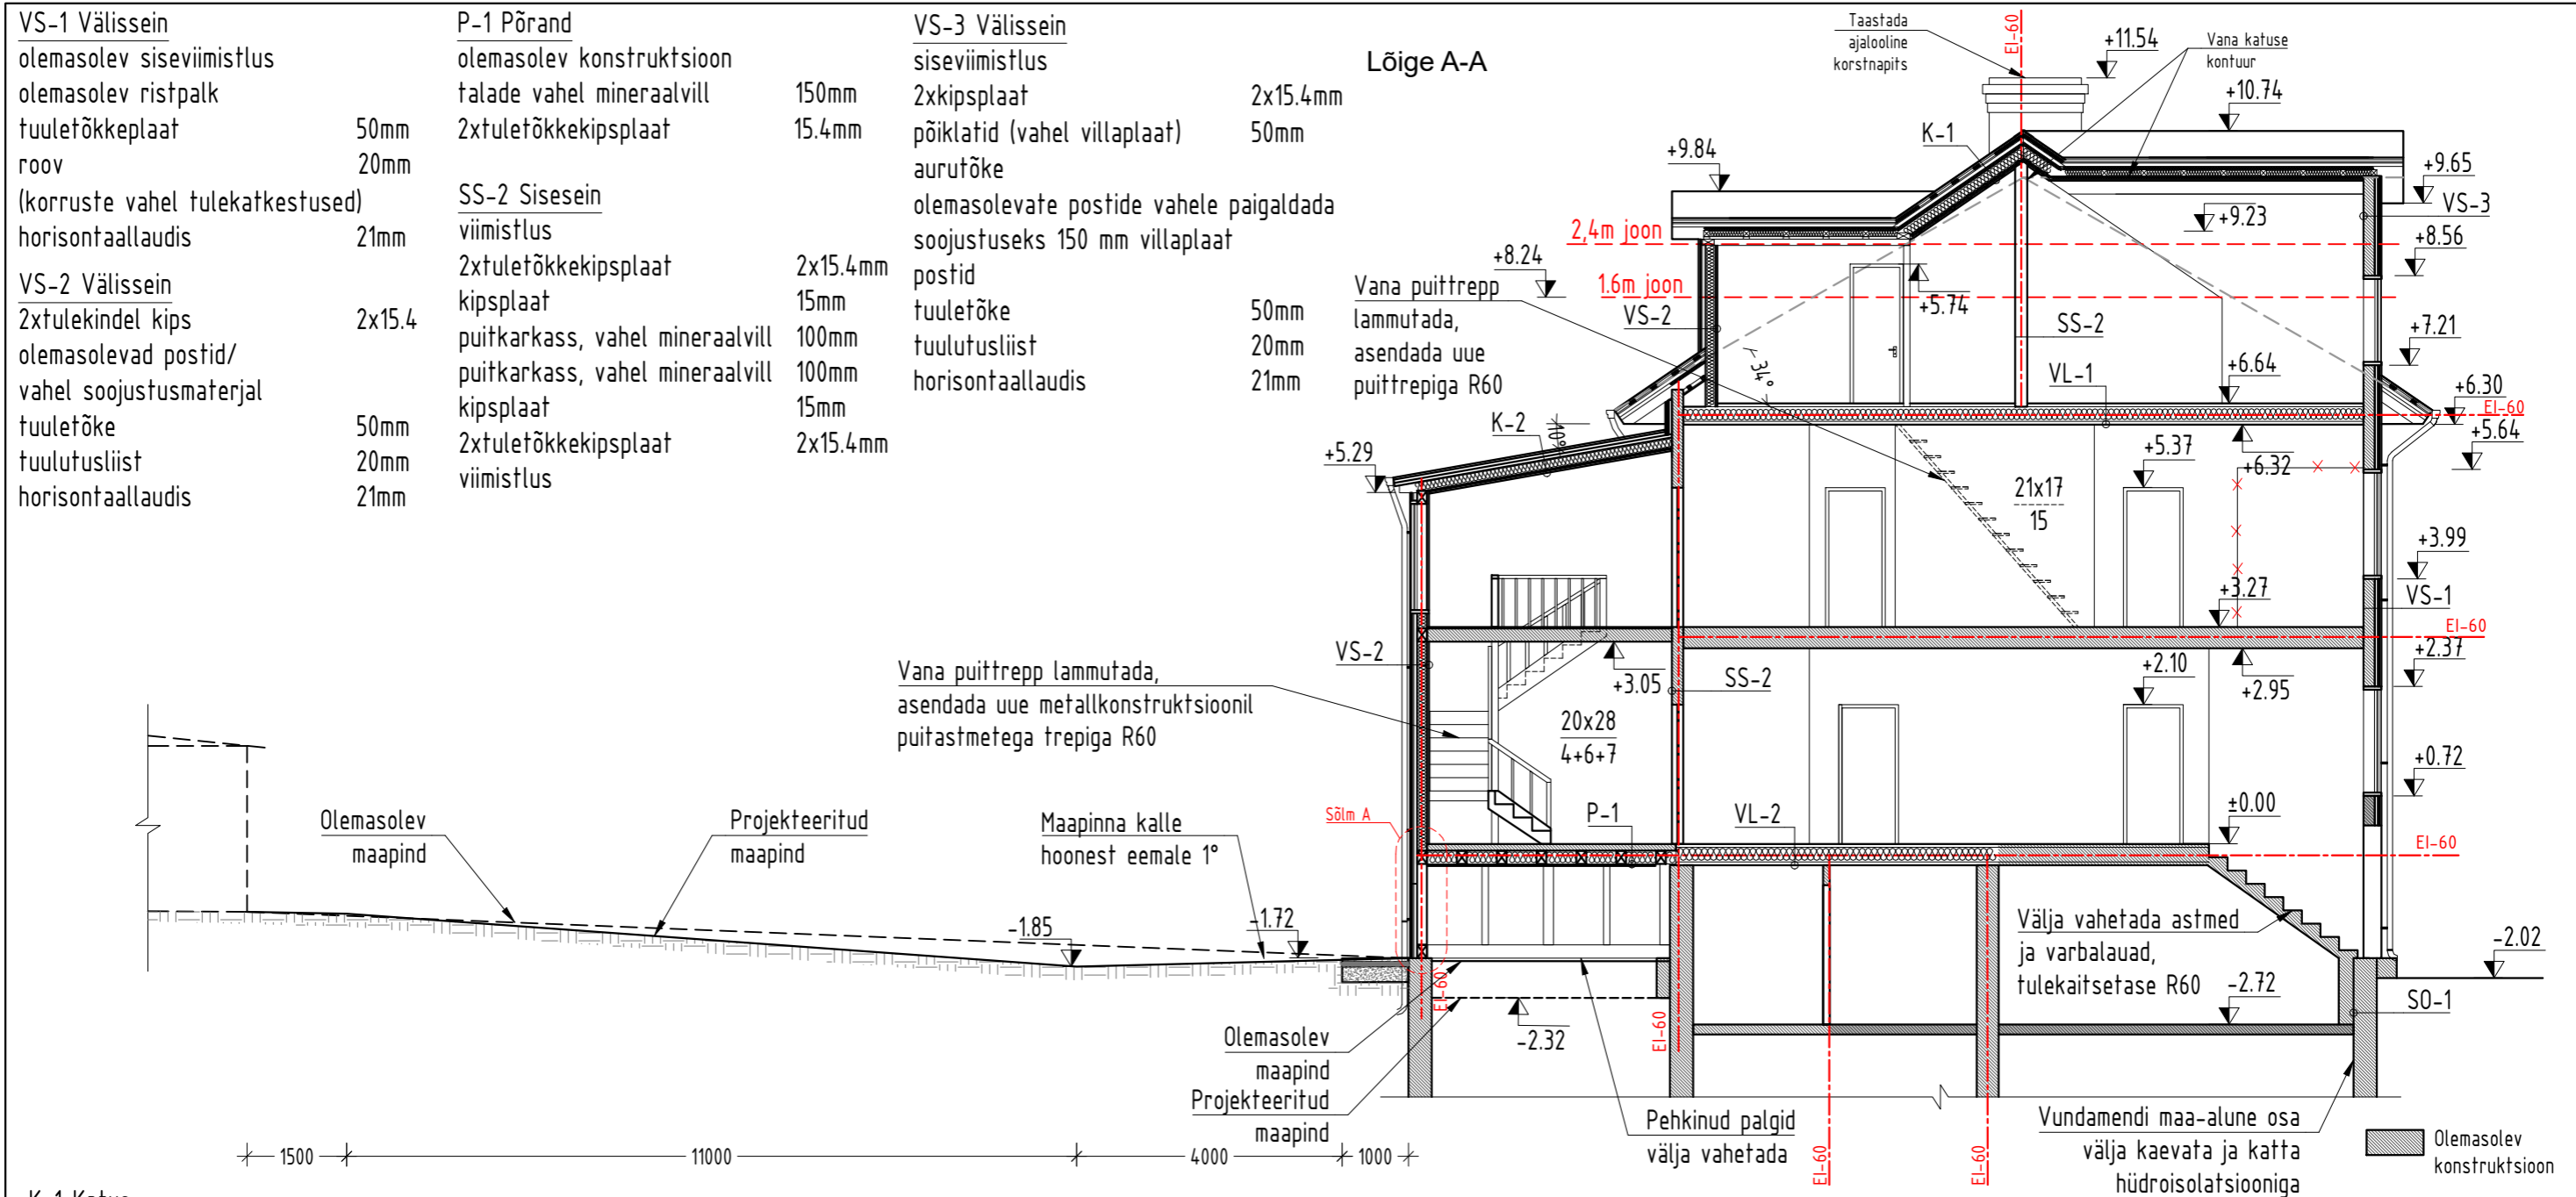 VS-1 Välissein
olemasolev siseviimistlus
olemasolev ristpalk
tuuletõkkeplaat 50mm
roov 20mm
(korruste vahel tulekatkestused)
horisontaallaudis 21mm
VS-2 Välissein
2xtulekindel kips 2x15.4
olemasolevad postid/
vahel soojustusmaterjal
tuuletõke 50mm
tuulutusliist 20mm
horisontaallaudis 21mm
P-1 Põrand
olemasolev konstruktsioon
talade vahel mineraalvill 150mm
2xtuletõkkekipsplaat 15.4mm
SS-2 Sisesein
viimistlus
2xtuletõkkekipsplaat 2x15.4mm
kipsplaat 15mm
puitkarkass, vahel mineraalvill 100mm
puitkarkass, vahel mineraalvill 100mm
kipsplaat 15mm
2xtuletõkkekipsplaat 2x15.4mm
viimistlus
VS-3 Välissein
siseviimistlus
2xkipsplaat 2x15.4mm
põiklatid (vahel villaplaat) 50mm
aurutõke
olemasolevate postide vahele paigaldada
soojustuseks 150 mm villaplaat
postid
tuuletõke 50mm
tuulutusliist 20mm
horisontaallaudis 21mm
Lõige A-A
Taastada
ajalooline
korstnapits
EI-60
+11.54
Vana katuse
kontuur
+10.74
K-1
+9.84
+9.65
VS-3
+9.23
2,4m joon
+8.56
+8.24
1.6m joon
+5.74
Vana puittrepp
lammutada,
asendada uue
puittrepiga R60
VS-2
SS-2
+7.21
34°
VL-1
+6.64
+6.30
EI-60
K-2
10°
+5.64
+5.29
+6.32
+5.37
21x17
15
+3.99
+3.27
VS-1
EI-60
VS-2
+2.37
Vana puittrepp lammutada,
asendada uue metallkonstruktsioonil
puitastmetega trepiga R60
+3.05
SS-2
+2.10
+2.95
20x28
4+6+7
+0.72
Sõlm A
P-1
VL-2
±0.00
EI-60
Olemasolev
maapind
Projekteeritud
maapind
Maapinna kalle
hoonest eemale 1°
-1.85
-1.72
Välja vahetada astmed
ja varbalauad,
tulekaitsetase R60
-2.02
-2.72
SO-1
EI-60
EI-60
-2.32
Olemasolev
maapind
Projekteeritud
maapind
Pehkinud palgid
välja vahetada
EI-60
EI-60
Vundamendi maa-alune osa
välja kaevata ja katta
hüdroisolatsiooniga
Olemasolev
konstruktsioon
1500
11000
4000
1000
K-1 Katus